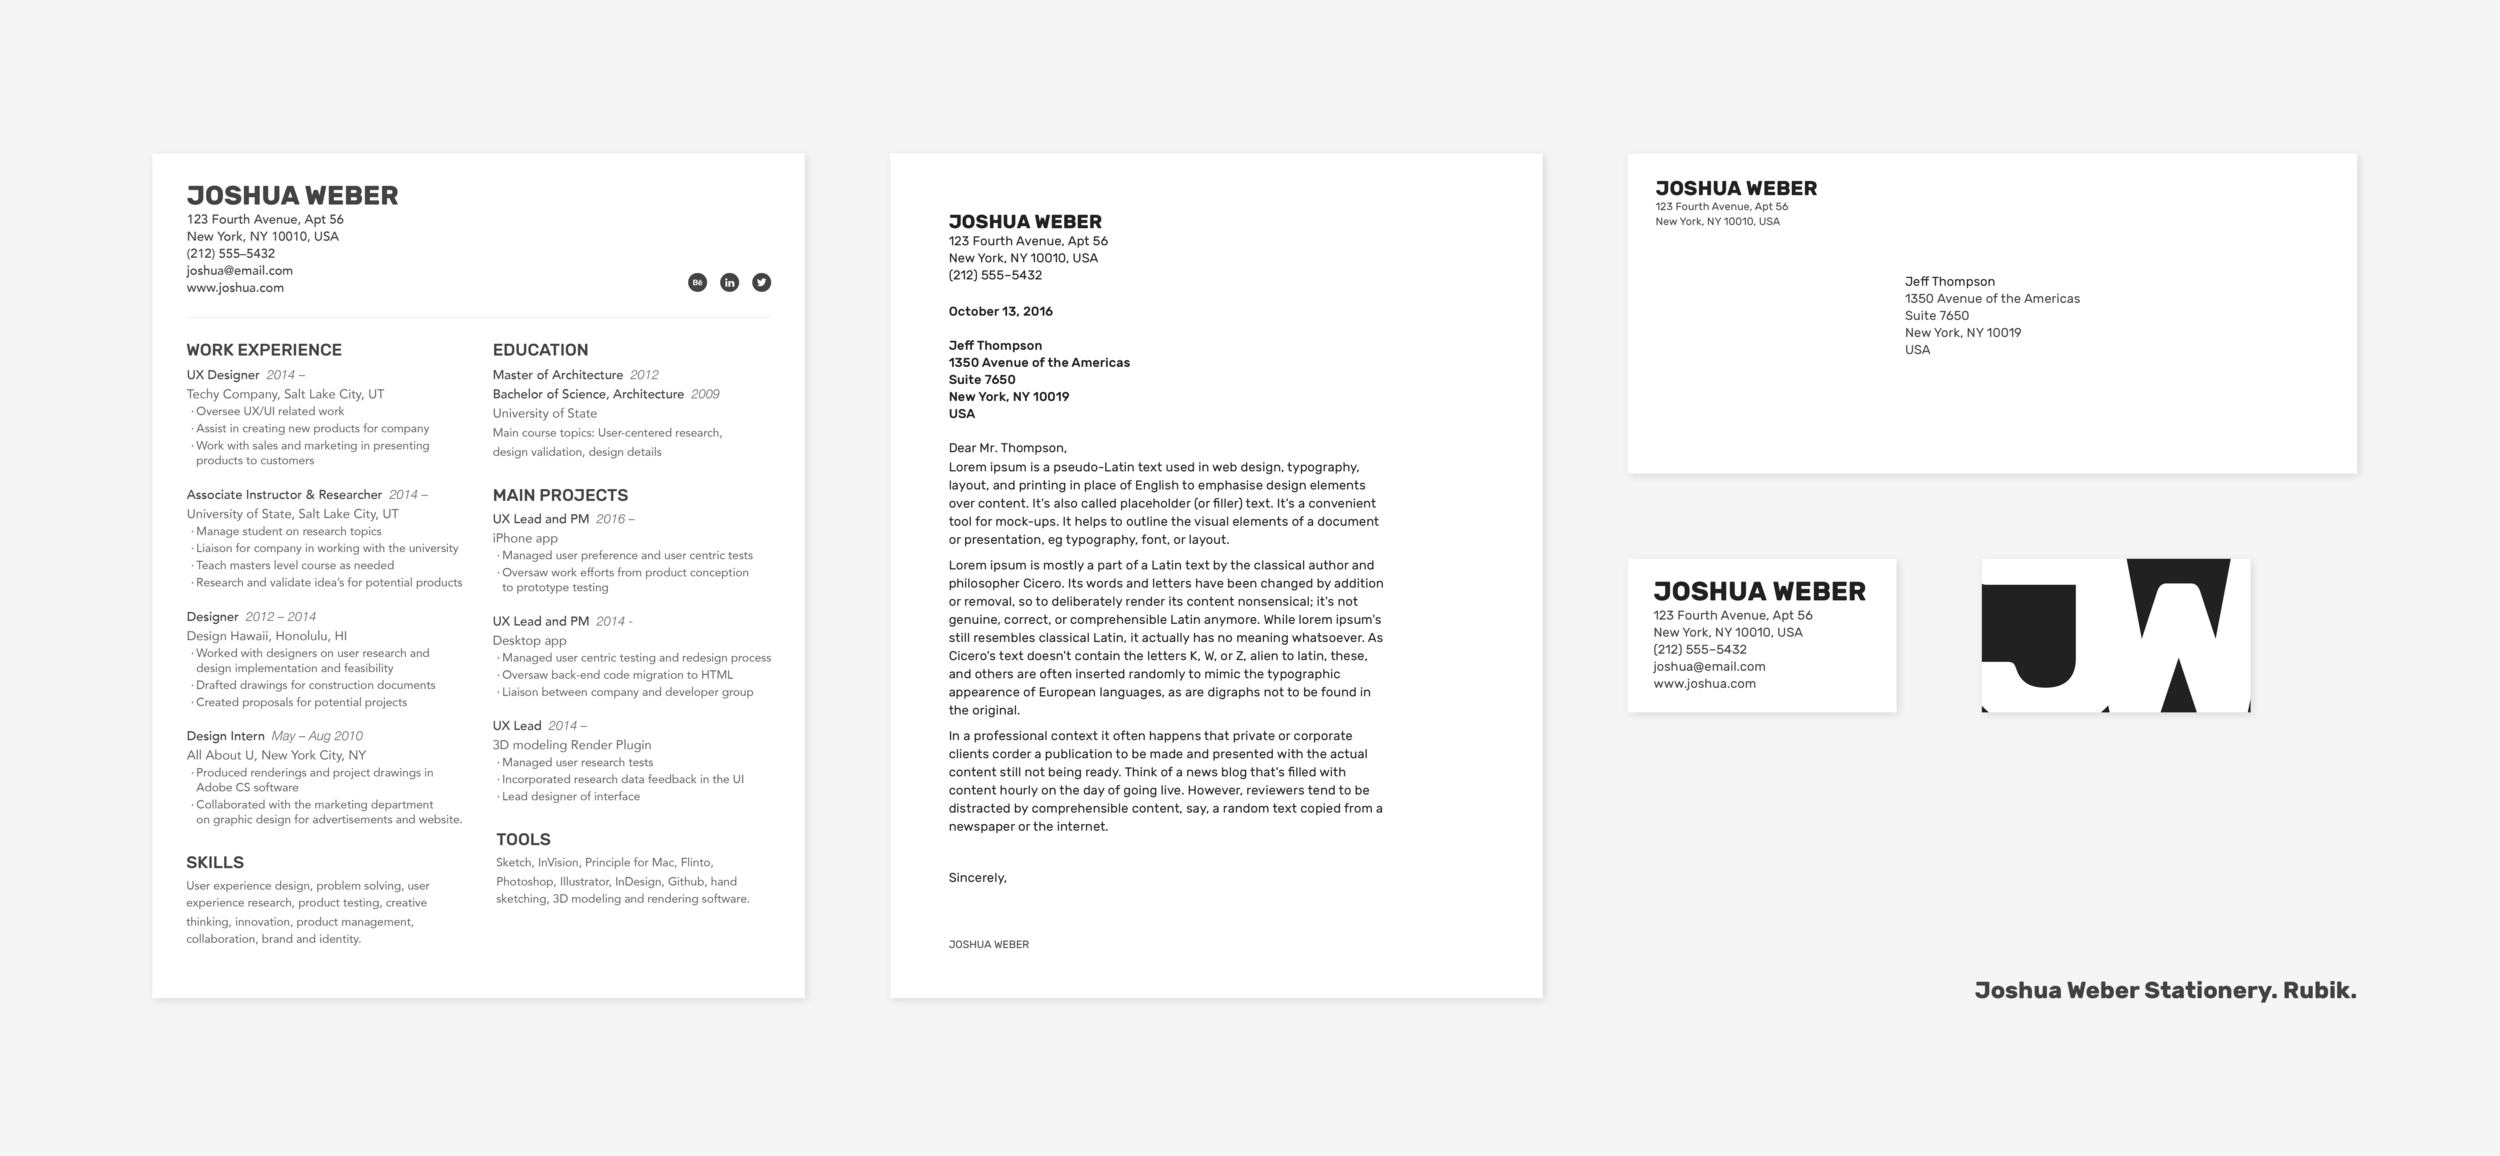 JOSHUA WEBER
123 Fourth Avenue, Apt 56
New York, NY 10010, USA
(212) 555–5432
joshua@email.com
www.joshua.com
Bē
in
WORK EXPERIENCE
UX Designer 2014 –
Techy Company, Salt Lake City, UT
· Oversee UX/UI related work
· Assist in creating new products for company
· Work with sales and marketing in presenting
products to customers
Associate Instructor & Researcher 2014 –
University of State, Salt Lake City, UT
· Manage student on research topics
· Liaison for company in working with the university
· Teach masters level course as needed
· Research and validate idea's for potential products
Designer 2012 – 2014
Design Hawaii, Honolulu, HI
· Worked with designers on user research and
design implementation and feasibility
· Drafted drawings for construction documents
· Created proposals for potential projects
Design Intern May – Aug 2010
All About U, New York City, NY
· Produced renderings and project drawings in
Adobe CS software
· Collaborated with the marketing department
on graphic design for advertisements and website.
SKILLS
User experience design, problem solving, user
experience research, product testing, creative
thinking, innovation, product management,
collaboration, brand and identity.
EDUCATION
Master of Architecture 2012
Bachelor of Science, Architecture 2009
University of State
Main course topics: User-centered research,
design validation, design details
MAIN PROJECTS
UX Lead and PM 2016 –
iPhone app
· Managed user preference and user centric tests
· Oversaw work efforts from product conception
to prototype testing
UX Lead and PM 2014 -
Desktop app
· Managed user centric testing and redesign process
· Oversaw back-end code migration to HTML
· Liaison between company and developer group
UX Lead 2014 –
3D modeling Render Plugin
· Managed user research tests
· Incorporated research data feedback in the UI
· Lead designer of interface
TOOLS
Sketch, InVision, Principle for Mac, Flinto,
Photoshop, Illustrator, InDesign, Github, hand
sketching, 3D modeling and rendering software.
JOSHUA WEBER
123 Fourth Avenue, Apt 56
New York, NY 10010, USA
(212) 555–5432
October 13, 2016
Jeff Thompson
1350 Avenue of the Americas
Suite 7650
New York, NY 10019
USA
Dear Mr. Thompson,
Lorem ipsum is a pseudo-Latin text used in web design, typography,
layout, and printing in place of English to emphasise design elements
over content. It's also called placeholder (or filler) text. It's a convenient
tool for mock-ups. It helps to outline the visual elements of a document
or presentation, eg typography, font, or layout.
Lorem ipsum is mostly a part of a Latin text by the classical author and
philosopher Cicero. Its words and letters have been changed by addition
or removal, so to deliberately render its content nonsensical; it's not
genuine, correct, or comprehensible Latin anymore. While lorem ipsum's
still resembles classical Latin, it actually has no meaning whatsoever. As
Cicero's text doesn't contain the letters K, W, or Z, alien to latin, these,
and others are often inserted randomly to mimic the typographic
appearence of European languages, as are digraphs not to be found in
the original.
In a professional context it often happens that private or corporate
clients corder a publication to be made and presented with the actual
content still not being ready. Think of a news blog that's filled with
content hourly on the day of going live. However, reviewers tend to be
distracted by comprehensible content, say, a random text copied from a
newspaper or the internet.
Sincerely,
JOSHUA WEBER
JOSHUA WEBER
123 Fourth Avenue, Apt 56
New York, NY 10010, USA
Jeff Thompson
1350 Avenue of the Americas
Suite 7650
New York, NY 10019
USA
JOSHUA WEBER
123 Fourth Avenue, Apt 56
New York, NY 10010, USA
(212) 555–5432
joshua@email.com
www.joshua.com
JW
Joshua Weber Stationery. Rubik.